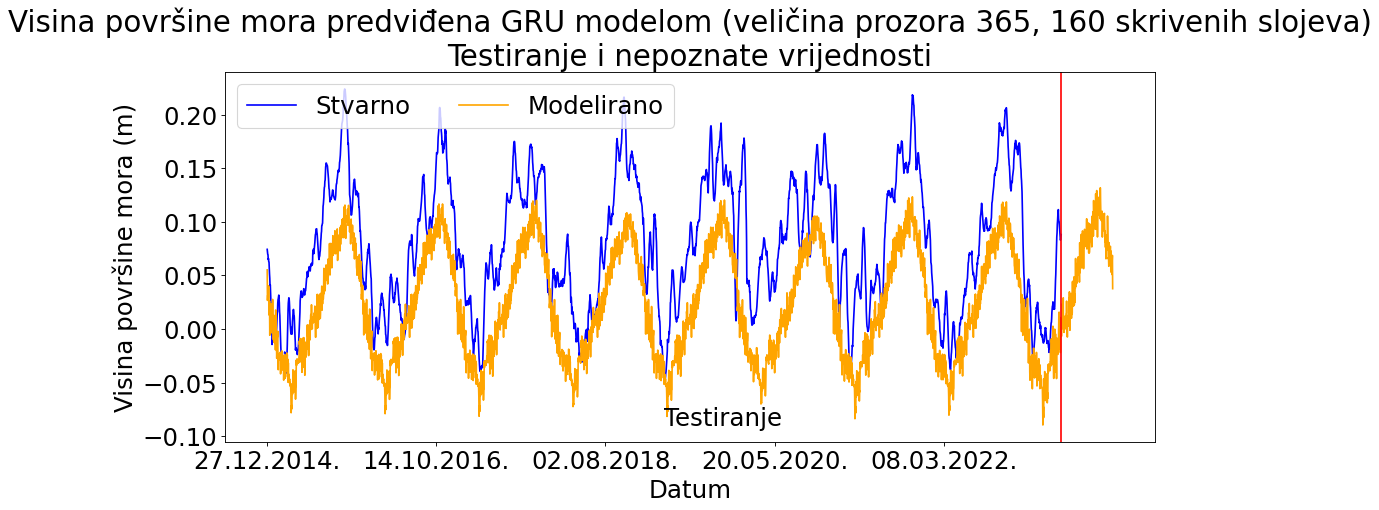 Visina površine mora predviđena GRU modelom (veličina prozora 365, 160 skrivenih slojeva)
Testiranje i nepoznate vrijednosti
Stvarno Modelirano
Visina površine mora (m)
0.20
0.15
0.10
0.05
0.00
−0.05
−0.10
Testiranje
27.12.2014. 14.10.2016. 02.08.2018. 20.05.2020. 08.03.2022.
Datum